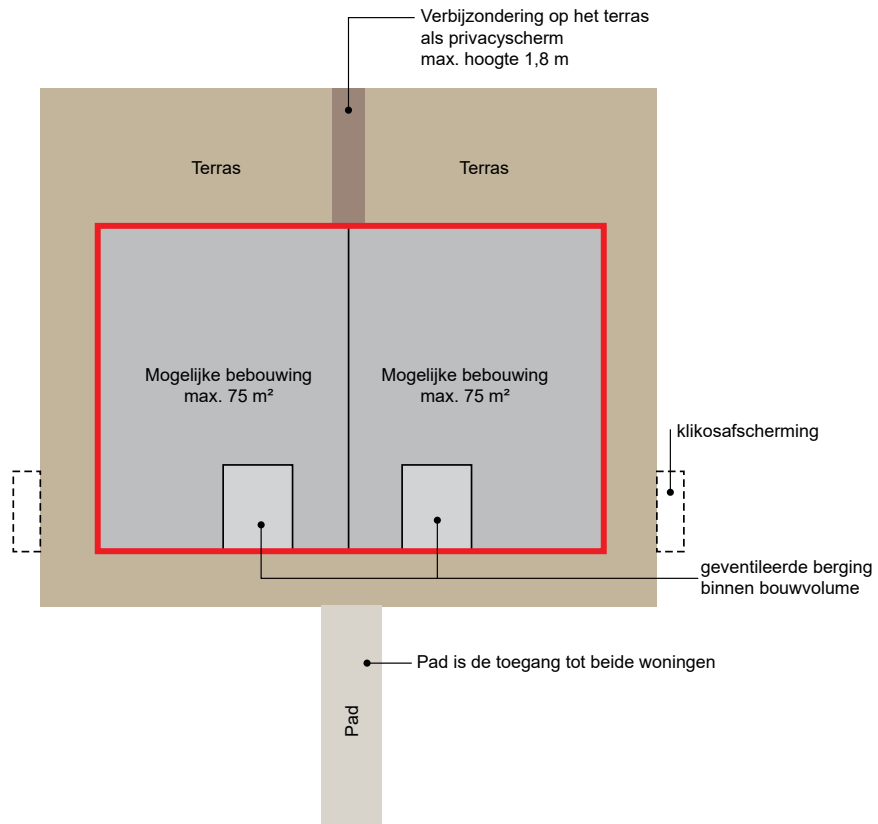 Verbijzondering op het terras
als privacyscherm
max. hoogte 1,8 m
Terras
Terras
Mogelijke bebouwing
max. 75 m²
Mogelijke bebouwing
max. 75 m²
klikosafscherming
geventileerde berging
binnen bouwvolume
Pad is de toegang tot beide woningen
Pad